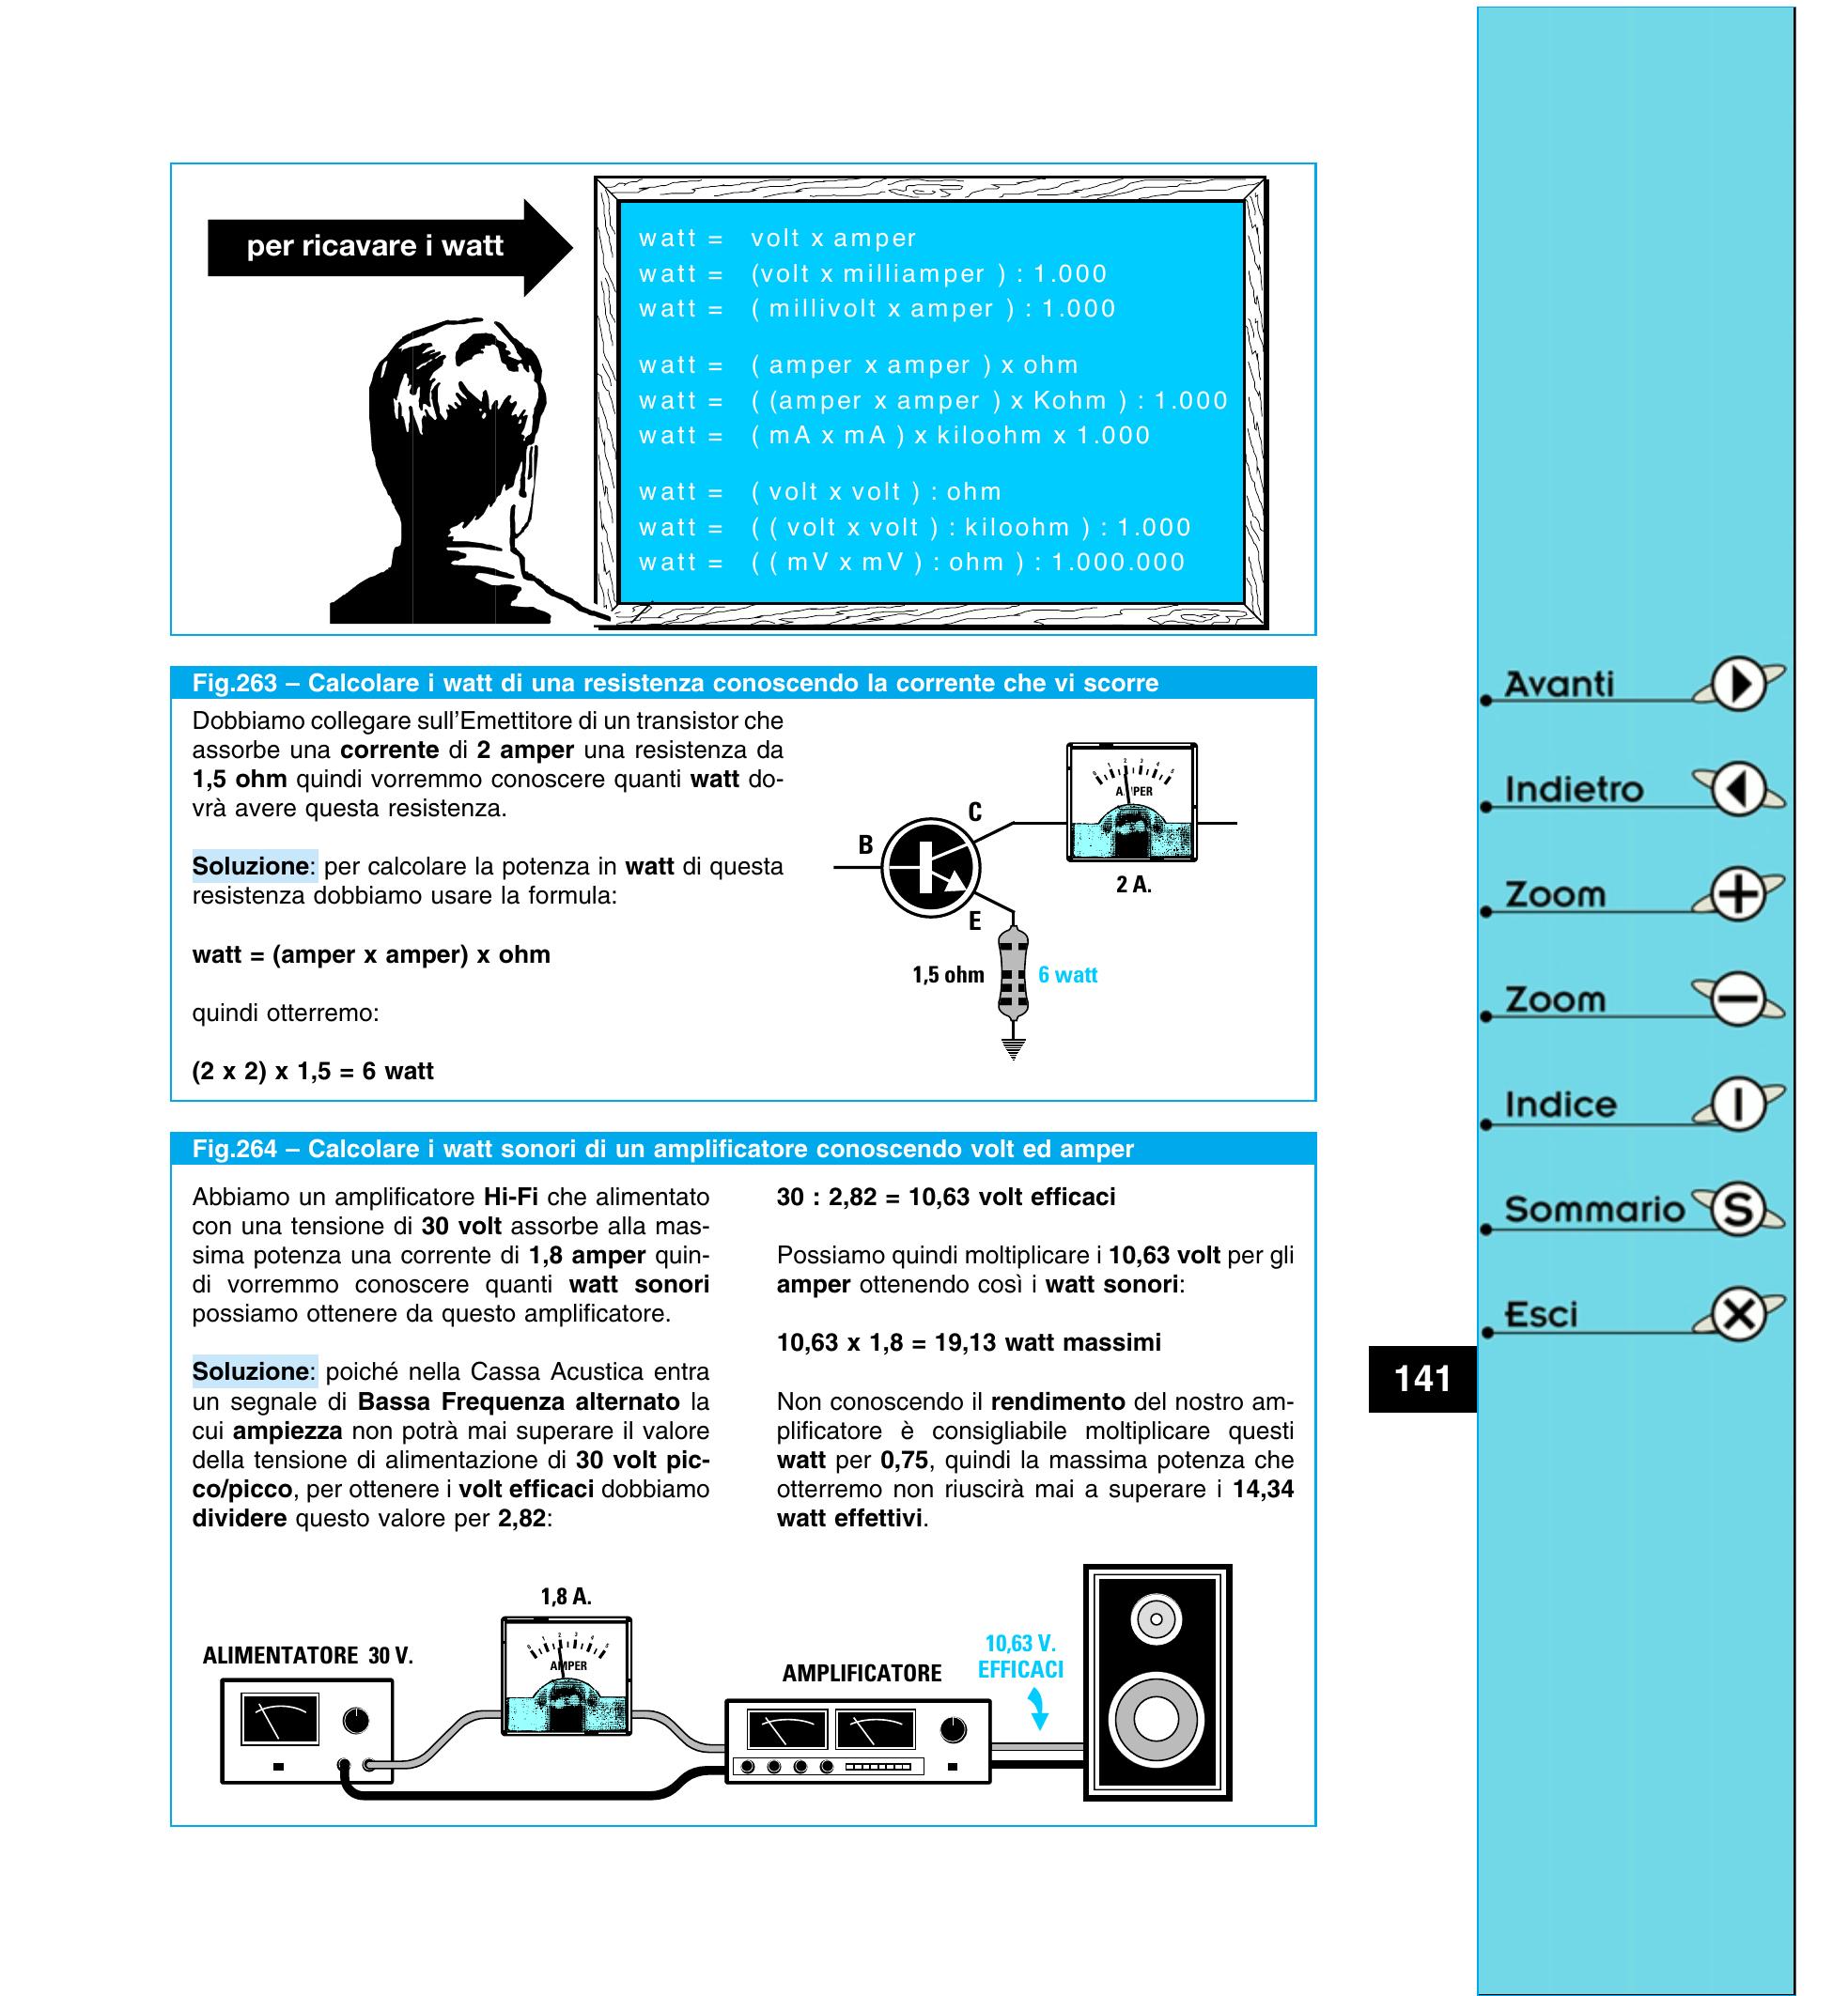 per ricavare i watt
watt = volt x amper
watt = (volt x milliamper ) : 1.000
watt = ( millivolt x amper ) : 1.000
watt = ( amper x amper ) x ohm
watt = ( (amper x amper ) x Kohm ) : 1.000
watt = ( mA x mA ) x kiloohm x 1.000
watt = ( volt x volt ) : ohm
watt = ( ( volt x volt ) : kiloohm ) : 1.000
watt = ( ( mV x mV ) : ohm ) : 1.000.000
Fig.263 – Calcolare i watt di una resistenza conoscendo la corrente che vi scorre
Dobbiamo collegare sull'Emettitore di un transistor che
assorbe una corrente di 2 amper una resistenza da
1,5 ohm quindi vorremmo conoscere quanti watt do-
vrà avere questa resistenza.
Soluzione: per calcolare la potenza in watt di questa
resistenza dobbiamo usare la formula:
watt = (amper x amper) x ohm
quindi otterremo:
(2 x 2) x 1,5 = 6 watt
B
C
E
AMPER
2 A.
1,5 ohm
6 watt
Fig.264 – Calcolare i watt sonori di un amplificatore conoscendo volt ed amper
Abbiamo un amplificatore Hi-Fi che alimentato
con una tensione di 30 volt assorbe alla mas-
sima potenza una corrente di 1,8 amper quin-
di vorremmo conoscere quanti watt sonori
possiamo ottenere da questo amplificatore.
Soluzione: poiché nella Cassa Acustica entra
un segnale di Bassa Frequenza alternato la
cui ampiezza non potrà mai superare il valore
della tensione di alimentazione di 30 volt pic-
co/picco, per ottenere i volt efficaci dobbiamo
dividere questo valore per 2,82:
30 : 2,82 = 10,63 volt efficaci
Possiamo quindi moltiplicare i 10,63 volt per gli
amper ottenendo così i watt sonori:
10,63 x 1,8 = 19,13 watt massimi
Non conoscendo il rendimento del nostro am-
plificatore è consigliabile moltiplicare questi
watt per 0,75, quindi la massima potenza che
otterremo non riuscirà mai a superare i 14,34
watt effettivi.
1,8 A.
ALIMENTATORE 30 V.
AMPER
AMPLIFICATORE
10,63 V.
EFFICACI
Avanti
Indietro
Zoom
Zoom
Indice
Sommario S
Esci
141